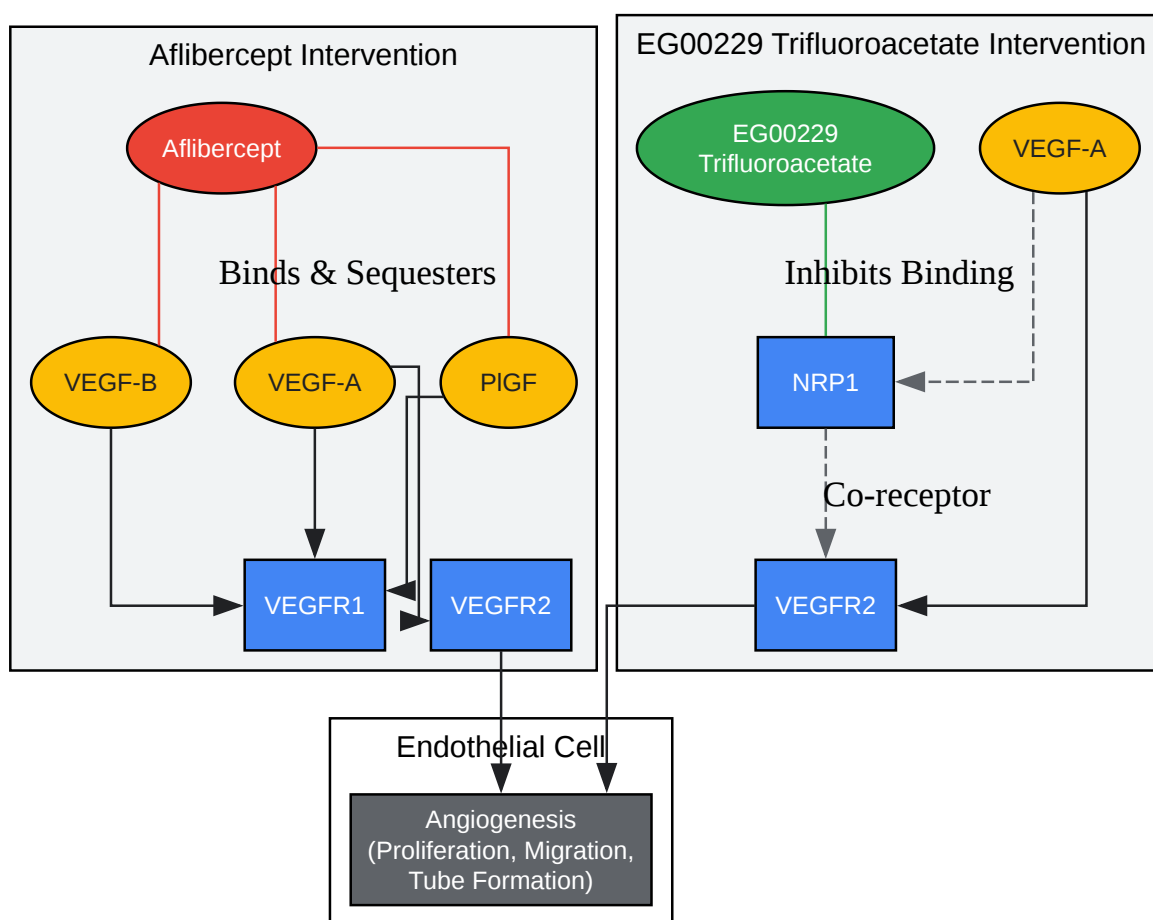 Aflibercept Intervention
Aflibercept
Binds & Sequesters
VEGF-B
VEGF-A
PlGF
VEGFR1
VEGFR2
EG00229 Trifluoroacetate Intervention
EG00229
Trifluoroacetate
VEGF-A
Inhibits Binding
NRP1
Co-receptor
VEGFR2
Endothelial Cell
Angiogenesis
(Proliferation, Migration,
Tube Formation)